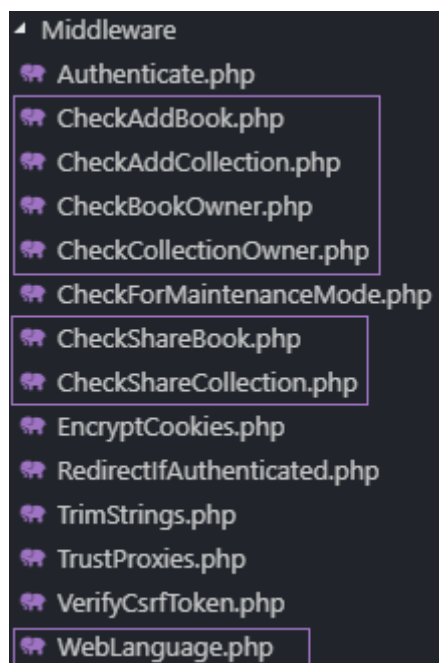 Middleware
Authenticate.php
CheckAddBook.php
CheckAddCollection.php
CheckBookOwner.php
CheckCollectionOwner.php
CheckForMaintenanceMode.php
CheckShareBook.php
CheckShareCollection.php
EncryptCookies.php
RedirectIfAuthenticated.php
TrimStrings.php
TrustProxies.php
VerifyCsrfToken.php
WebLanguage.php